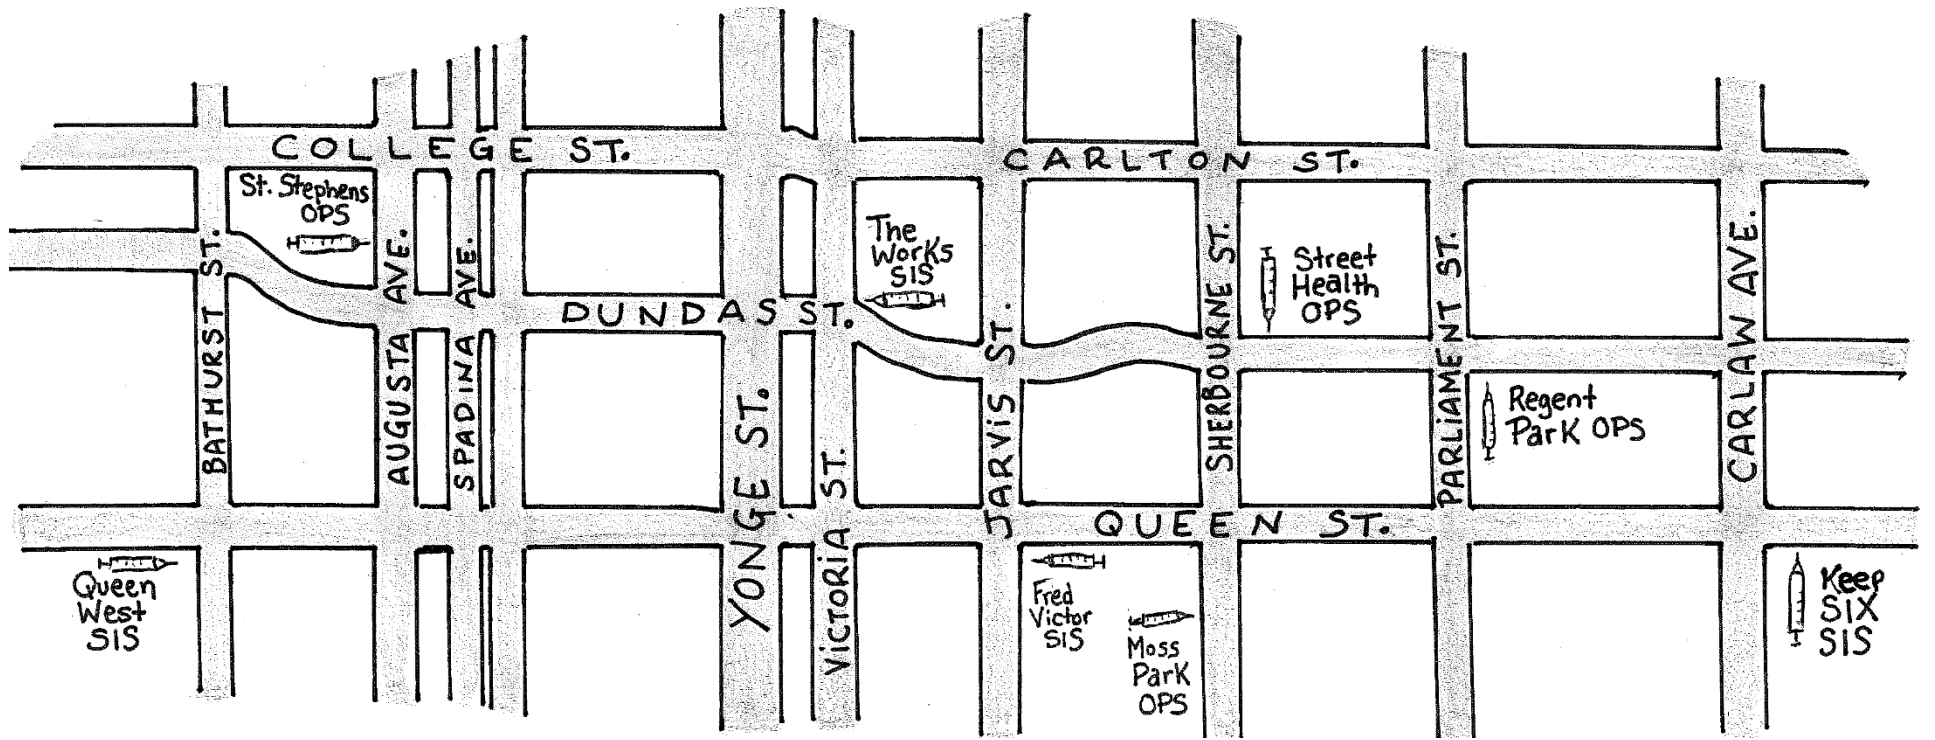 COLLEGE ST.
CARLTON ST.
St. Stephens
OPS
The
Works
SIS
Street
Health
OPS
DUNDAS ST.
BATHURST ST.
AUGUSTA AVE.
SPADINA AVE.
YONGE ST.
VICTORIA ST.
JARViS ST.
SHERBOURNE ST.
PARLiAMENT ST.
CARLAW AVE.
Regent
Park OPS
QUEEN ST.
Queen
West
SIS
Fred
Victor
SIS
Moss
Park
OPS
Keep
SIX
SIS